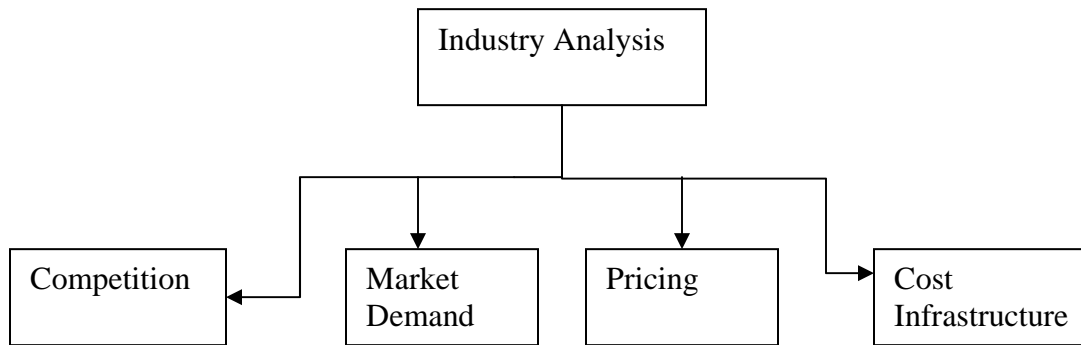 Industry Analysis
Competition
Market
Demand
Pricing
Cost
Infrastructure